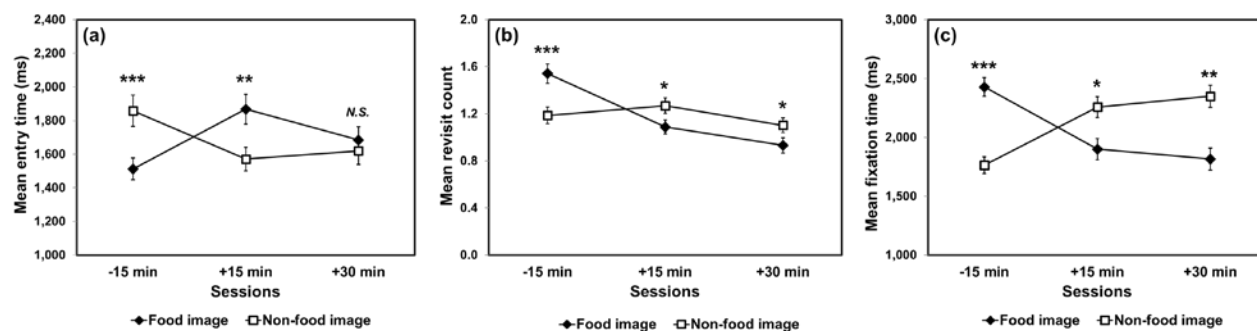 (a)
Mean entry time (ms)
2,400
2,200
2,000
1,800
1,600
1,400
1,200
1,000
***
**
N.S.
-15 min +15 min +30 min
Sessions
Food image Non-food image
(b)
Mean revisit count
2.0
1.6
1.2
0.8
0.4
0.0
***
*
*
-15 min +15 min +30 min
Sessions
Food image Non-food image
(c)
Mean fixation time (ms)
3,000
2,500
2,000
1,500
1,000
***
*
**
-15 min +15 min +30 min
Sessions
Food image Non-food image